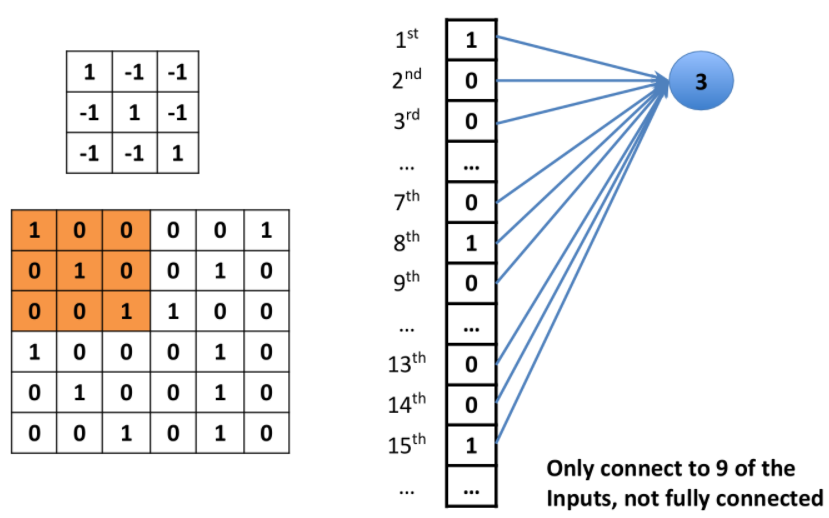 1 -1 -1
-1 1 -1
-1 -1 1
1 0 0 0 0 1
0 1 0 0 1 0
0 0 1 1 0 0
1 0 0 0 1 0
0 1 0 0 1 0
0 0 1 0 1 0
1st 1
2nd 0
3rd 0
... ...
7th 0
8th 1
9th 0
... ...
13th 0
14th 0
15th 1
... ...
3
Only connect to 9 of the
Inputs, not fully connected